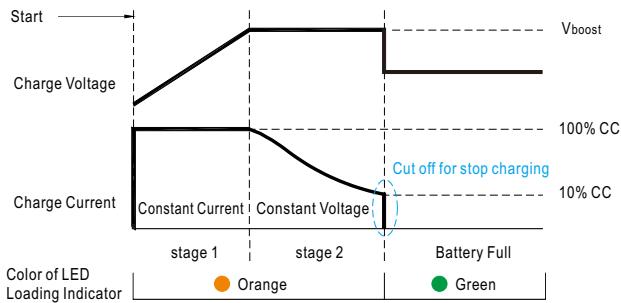 Start
Vboost
Charge Voltage
100% CC
Cut off for stop charging
10% CC
Charge Current
Constant Current
Constant Voltage
stage 1
stage 2
Battery Full
Color of LED
Loading Indicator
Orange
Green